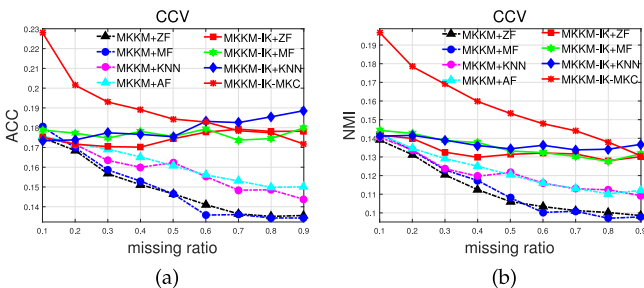 CCV
ACC
0.23
0.22
0.21
0.2
0.19
0.18
0.17
0.16
0.15
0.14
MKKM+ZF
MKKM+MF
MKKM+KNN
MKKM+AF
MKKM-IK+ZF
MKKM-IK+MF
MKKM-IK+KNN
MKKM-IK-MKC
0.1 0.2 0.3 0.4 0.5 0.6 0.7 0.8 0.9
missing ratio
(a)
CCV
NMI
0.19
0.18
0.17
0.16
0.15
0.14
0.13
0.12
0.11
0.1
MKKM+ZF
MKKM+MF
MKKM+KNN
MKKM+AF
MKKM-IK+ZF
MKKM-IK+MF
MKKM-IK+KNN
MKKM-IK-MKC
0.1 0.2 0.3 0.4 0.5 0.6 0.7 0.8 0.9
missing ratio
(b)